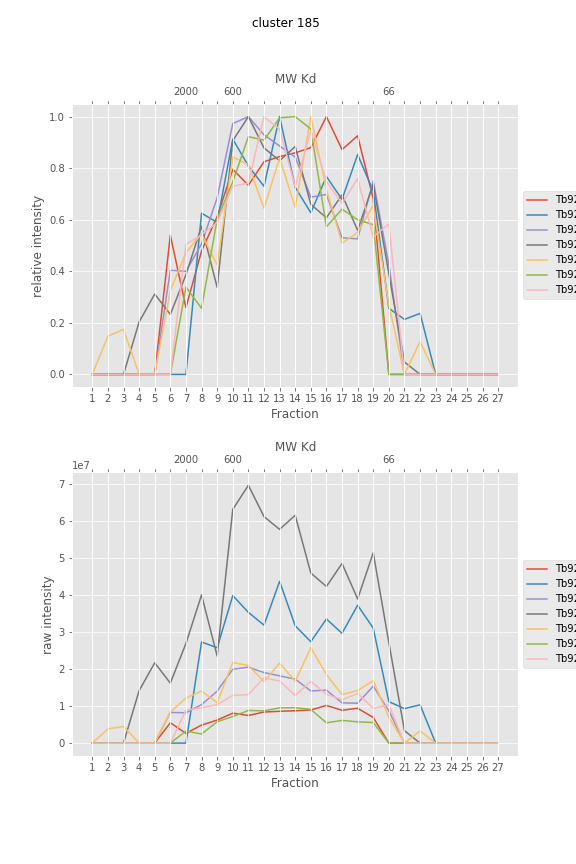 cluster 185
MW Kd
2000 600 66
1.0
0.8
0.6
0.4
0.2
0.0
relative intensity
Tb92
Tb92
Tb92
Tb92
Tb92
Tb92
Tb92
1 2 3 4 5 6 7 8 9 10 11 12 13 14 15 16 17 18 19 20 21 22 23 24 25 26 27
Fraction
MW Kd
2000 600 66
1e7
7
6
5
4
3
2
1
0
raw intensity
Tb92
Tb92
Tb92
Tb92
Tb92
Tb92
Tb92
1 2 3 4 5 6 7 8 9 10 11 12 13 14 15 16 17 18 19 20 21 22 23 24 25 26 27
Fraction